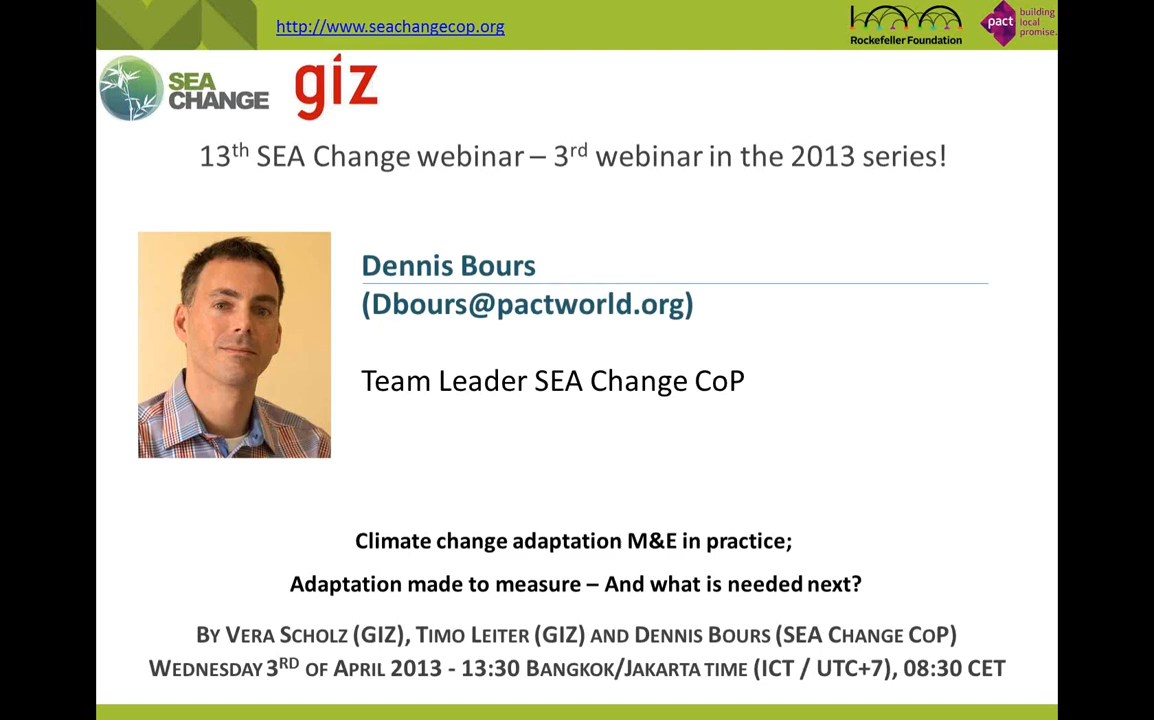 http://www.seachangecop.org
Rockefeller Foundation
pact
building
local
promise.
SEA
CHANGE
giz
13th SEA Change webinar – 3rd webinar in the 2013 series!
Dennis Bours
(Dbours@pactworld.org)
Team Leader SEA Change CoP
Climate change adaptation M&E in practice;
Adaptation made to measure – And what is needed next?
BY VERA SCHOLZ (GIZ), TIMO LEITER (GIZ) AND DENNIS BOURS (SEA CHANGE COP)
WEDNESDAY 3RD OF APRIL 2013 - 13:30 BANGKOK/JAKARTA TIME (ICT / UTC+7), 08:30 CET